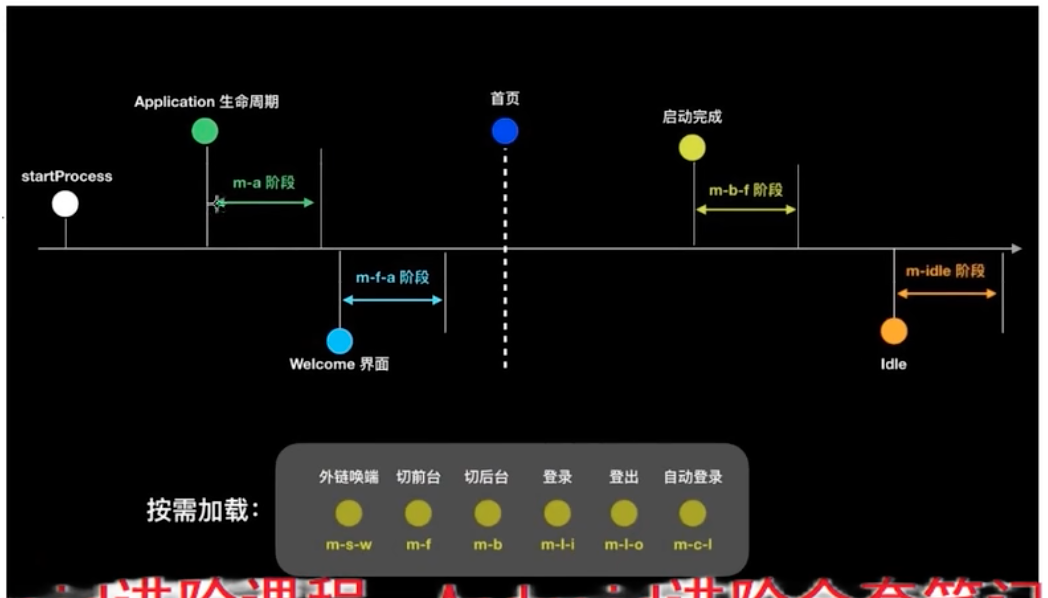 Application 生命周期
首页
启动完成
startProcess
m-a 阶段
m-b-f 阶段
m-f-a 阶段
m-idle 阶段
Welcome 界面
Idle
按需加载：
外链唤端 切前台 切后台 登录 登出 自动登录
m-s-w m-f m-b m-l-i m-l-o m-c-l